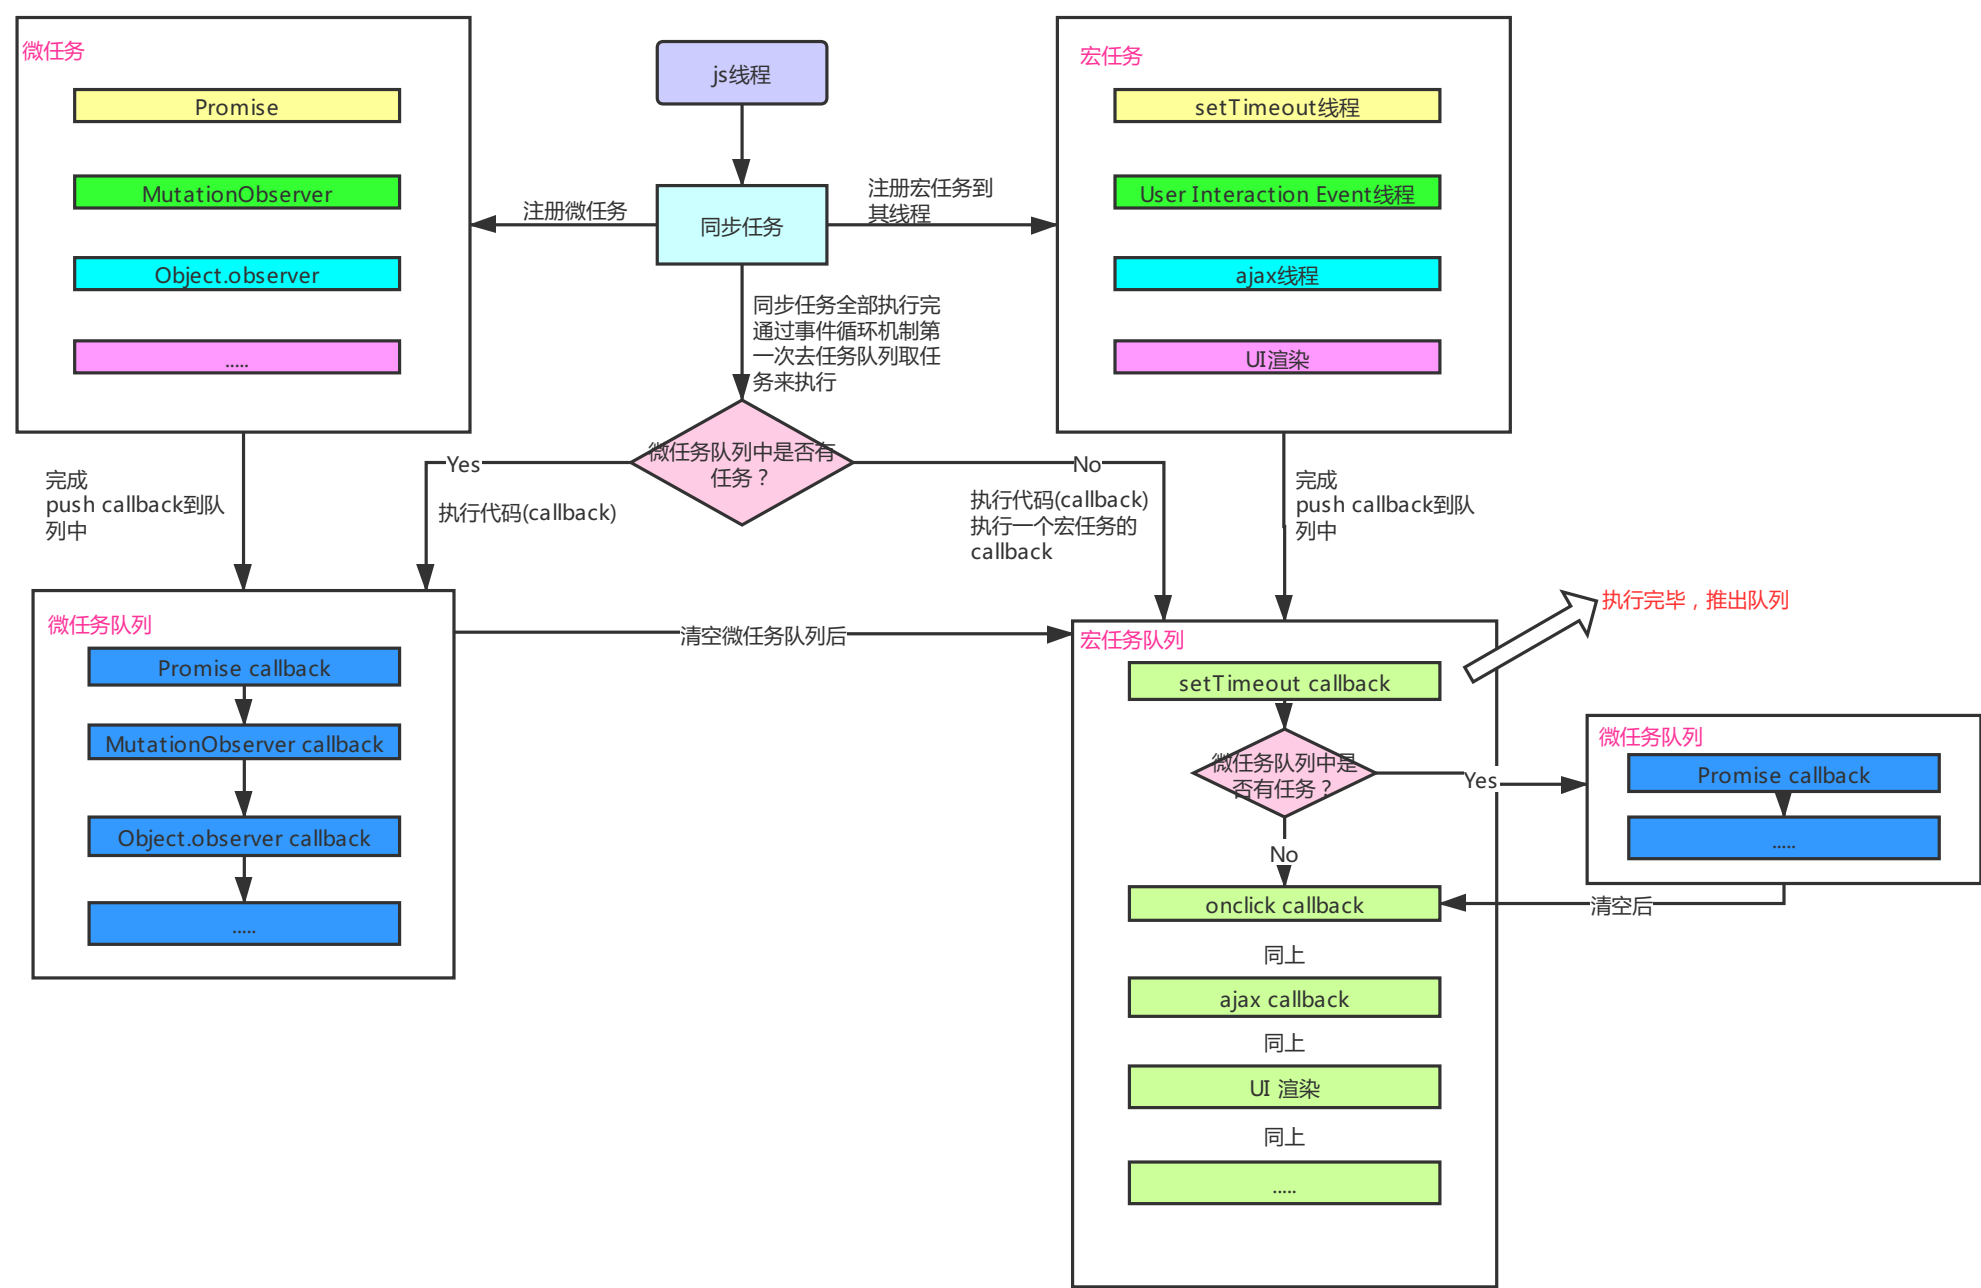 微任务
Promise
MutationObserver
Object.observer
.....
js线程
同步任务
注册微任务
注册宏任务到
其线程
宏任务
setTimeout线程
User Interaction Event线程
ajax线程
UI渲染
同步任务全部执行完
通过事件循环机制第
一次去任务队列取任
务来执行
微任务队列中是否有
任务？
Yes
执行代码(callback)
No
执行代码(callback)
执行一个宏任务的
callback
完成
push callback到队
列中
完成
push callback到队
列中
微任务队列
Promise callback
MutationObserver callback
Object.observer callback
.....
清空微任务队列后
宏任务队列
setTimeout callback
微任务队列中是
否有任务？
Yes
No
onclick callback
同上
ajax callback
同上
UI 渲染
同上
.....
执行完毕，推出队列
微任务队列
Promise callback
.....
清空后